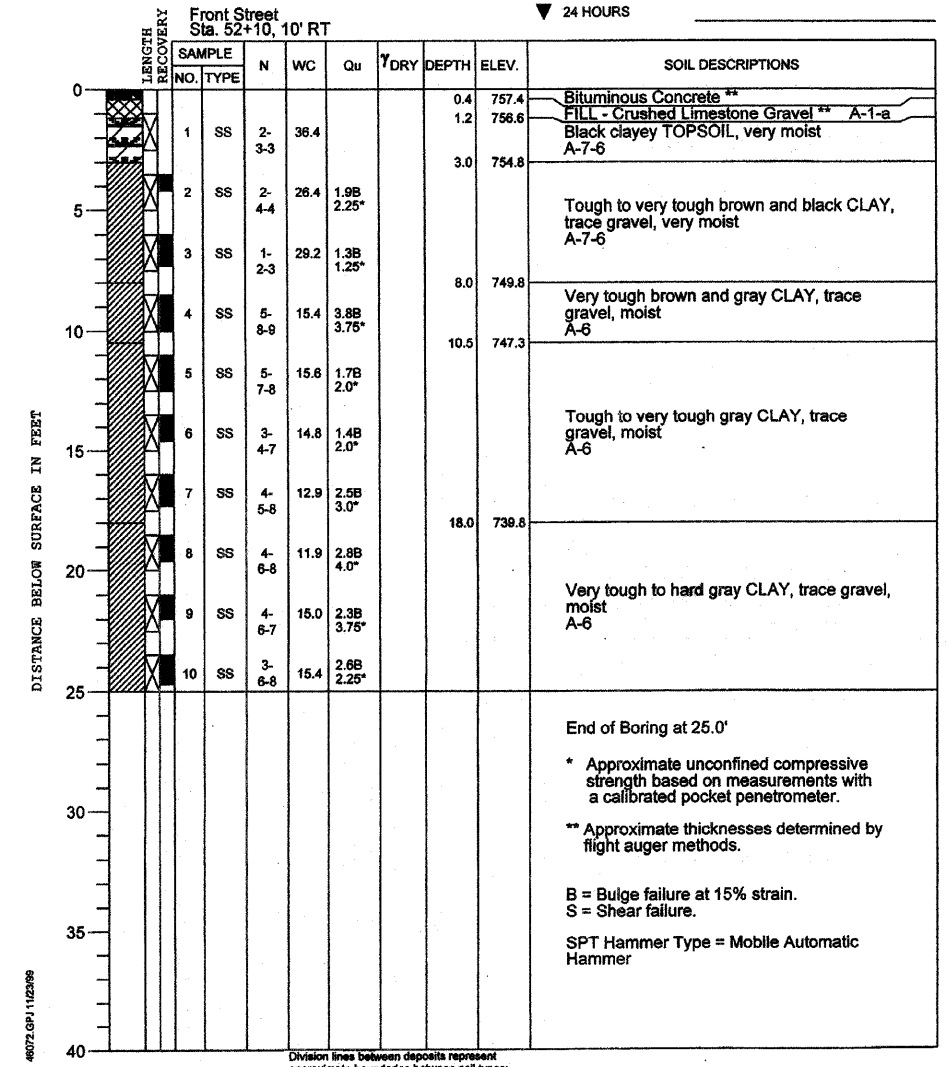 Front Street
Sta. 52+10, 10' RT
▼ 24 HOURS
LENGTH
RECOVERY
SAMPLE
NO. TYPE N WC Qu γDRY DEPTH ELEV. SOIL DESCRIPTIONS
0
0.4 757.4 Bituminous Concrete **
1.2 756.6 FILL - Crushed Limestone Gravel ** A-1-a
1 SS 2- 36.4 Black clayey TOPSOIL, very moist
3-3 A-7-6
3.0 754.8
2 SS 2- 26.4 1.9B
4-4 2.25*
5
Tough to very tough brown and black CLAY,
trace gravel, very moist
A-7-6
3 SS 1- 29.2 1.3B
2-3 1.25*
8.0 749.8
4 SS 5- 15.4 3.8B
8-9 3.75*
Very tough brown and gray CLAY, trace
gravel, moist
A-6
10
10.5 747.3
5 SS 5- 15.6 1.7B
7-8 2.0*
6 SS 3- 14.8 1.4B
4-7 2.0*
Tough to very tough gray CLAY, trace
gravel, moist
A-6
15
7 SS 4- 12.9 2.5B
5-8 3.0*
18.0 739.8
8 SS 4- 11.9 2.8B
6-8 4.0*
20
Very tough to hard gray CLAY, trace gravel,
moist
A-6
9 SS 4- 15.0 2.3B
6-7 3.75*
10 SS 3- 15.4 2.6B
6-8 2.25*
25
End of Boring at 25.0'
* Approximate unconfined compressive
strength based on measurements with
a calibrated pocket penetrometer.
30
** Approximate thicknesses determined by
flight auger methods.
B = Bulge failure at 15% strain.
S = Shear failure.
35
SPT Hammer Type = Mobile Automatic
Hammer
40
DISTANCE BELOW SURFACE IN FEET
46072.GPJ 11/23/99
Division lines between deposits represent